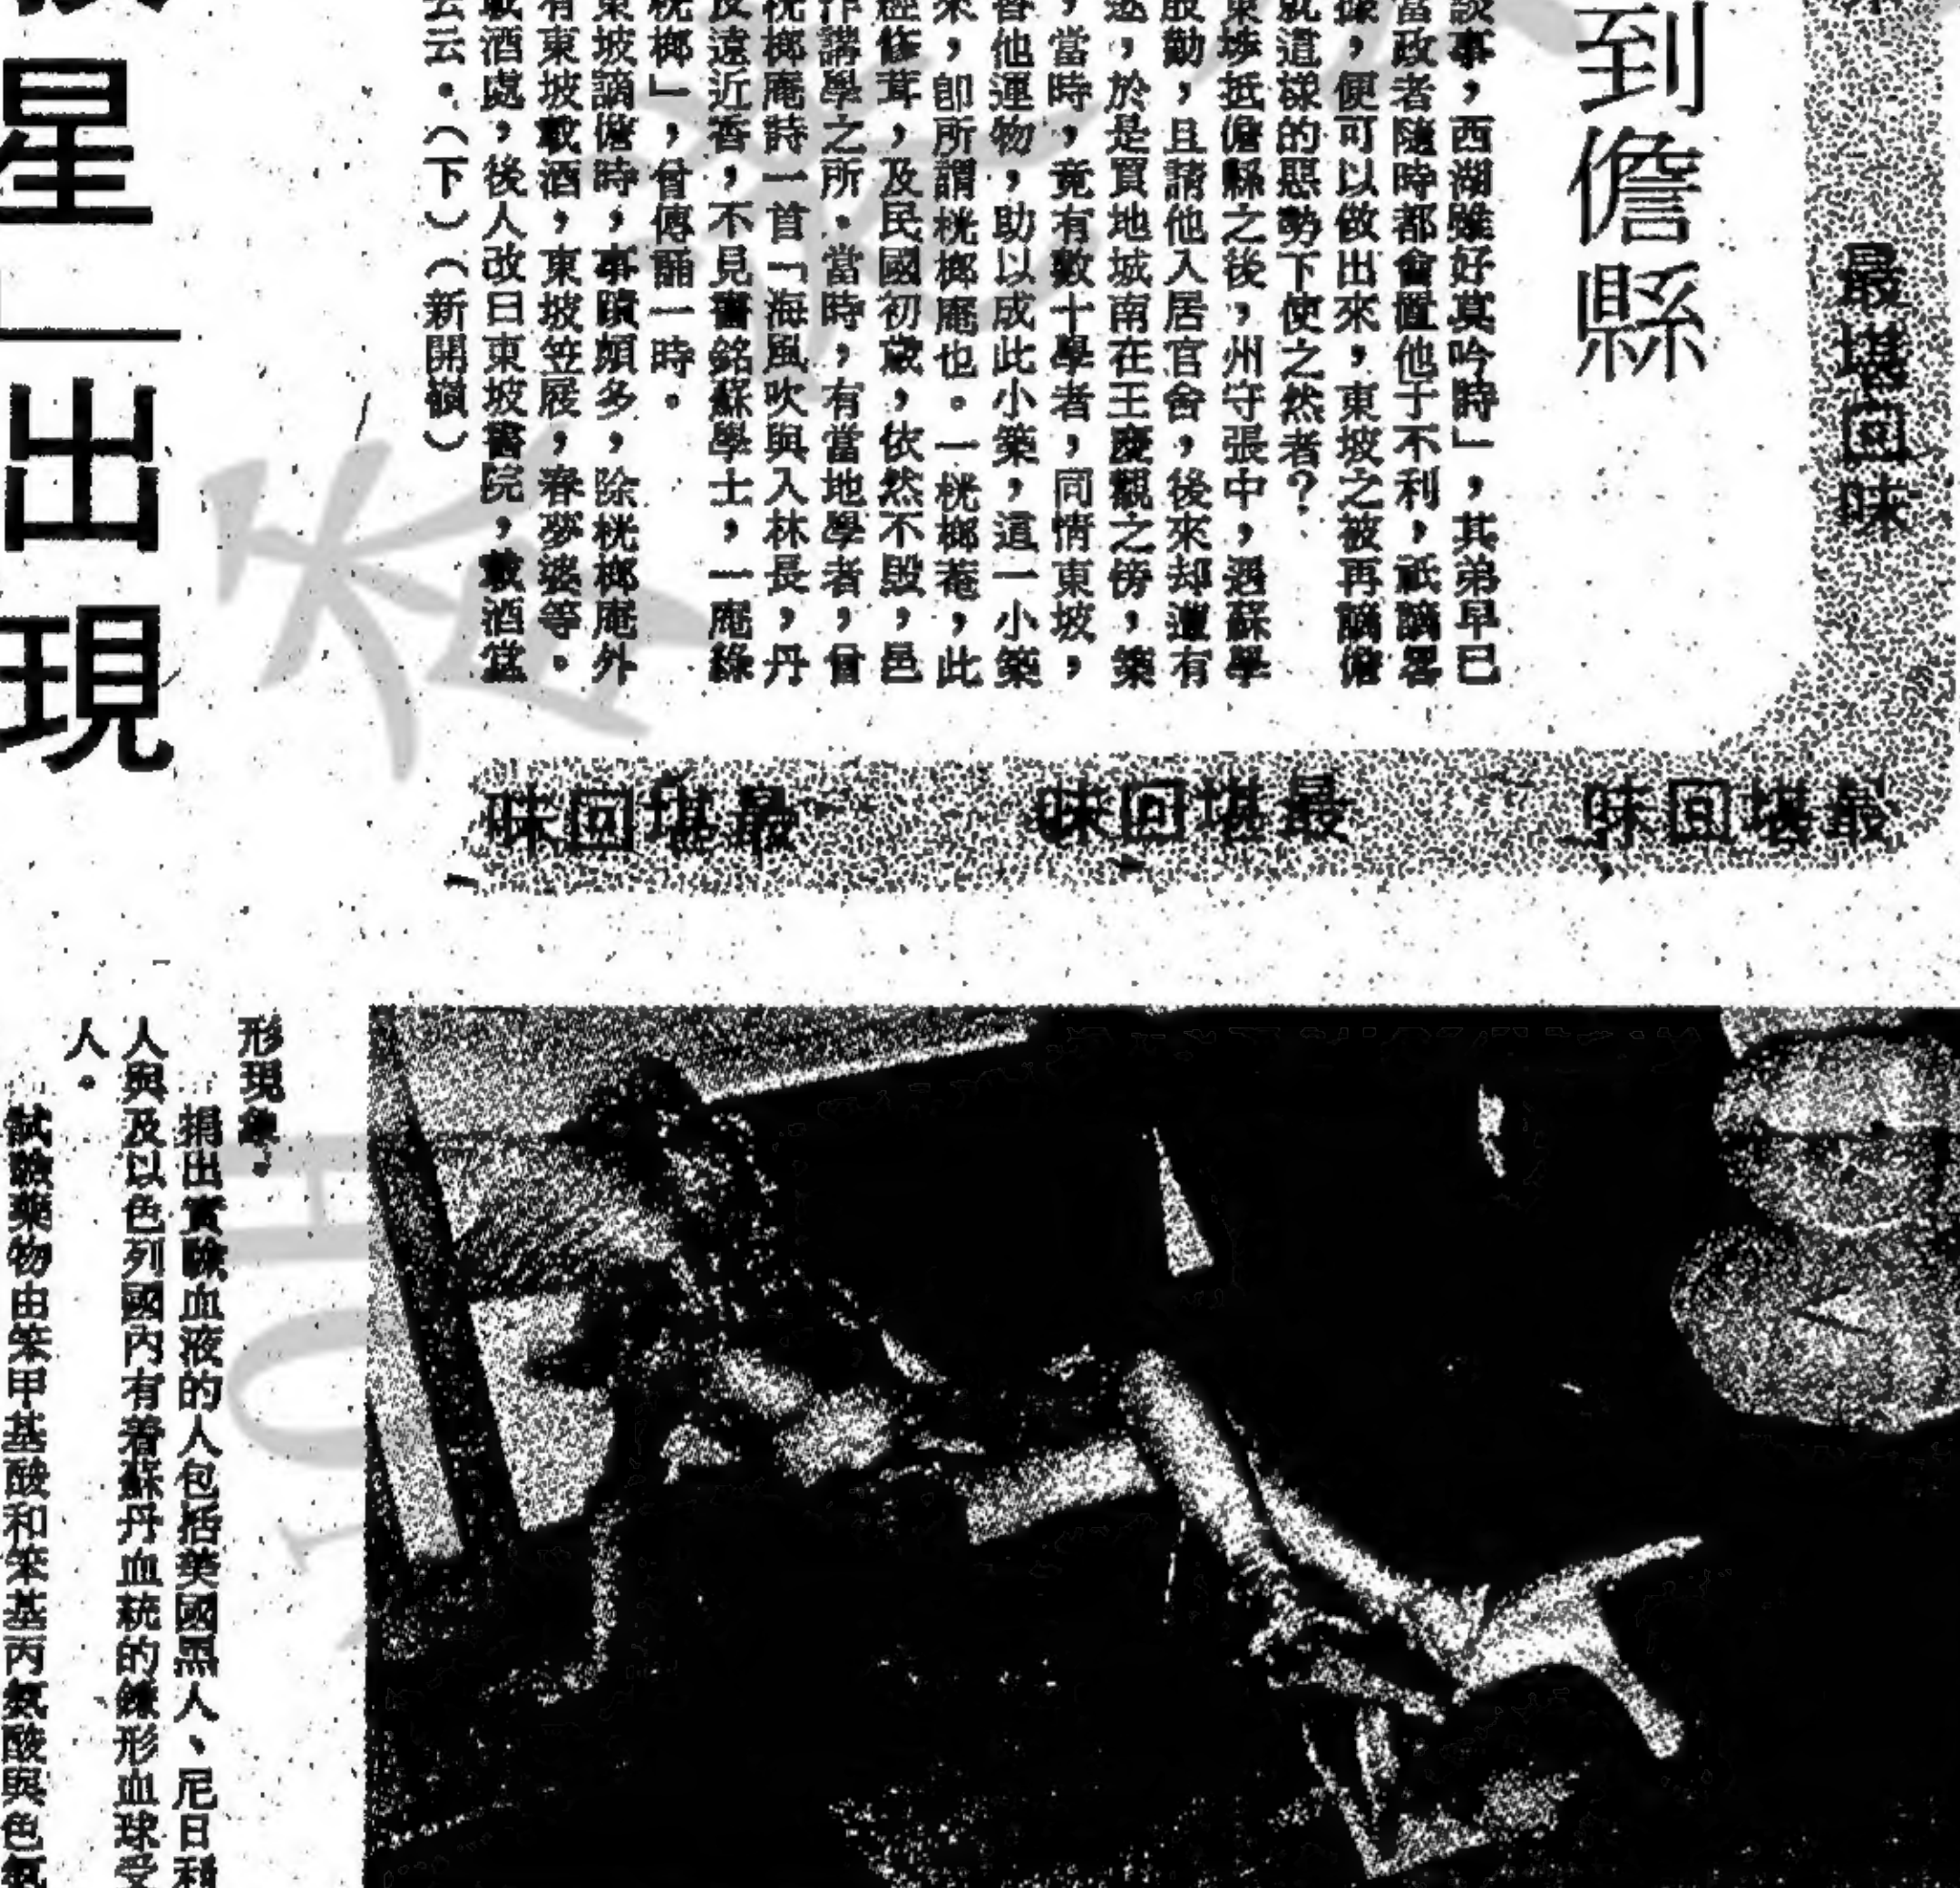 最堪回味
到儋縣
談事，西湖雖好莫吟時」，其弟早已
當政者隨時都會置他于不利，祇謫畧
據，便可以做出來，東坡之被再謫儋
就這樣的惡勢下使之然者？
東坡抵儋縣之後，州守張中，遇蘇學
殷勤，且請他入居官舍，後來却遭有
逐，於是買地城南在王慶觀之傍，築
，當時，竟有數十學者，同情東坡，
替他運物，助以成此小築，這一小築
來，卽所謂桄榔庵也。一桄榔菴，此
經修葺，及民國初歲，依然不毀，邑
作講學之所。當時，有當地學者，曾
桄榔庵詩一首「海風吹與入林長，丹
及遠近香，不見書銘蘇學士，一庵綠
桄榔」，曾傳誦一時。
東坡謫儋時，事蹟頗多，除桄榔庵外
有東坡載酒，東坡笠屐，春夢婆等。
載酒處，後人改曰東坡書院，載酒堂
云云。（下）（新開嶺）
味回堪最
味回堪最
味回堪最
星—出現
形現象。
捐出實驗血液的人包括美國黑人、尼日利
人與及以色列國內有着蘇丹血統的鐮形血球受
人。
試驗藥物由苯甲基酸和苯基丙氨酸與色氨